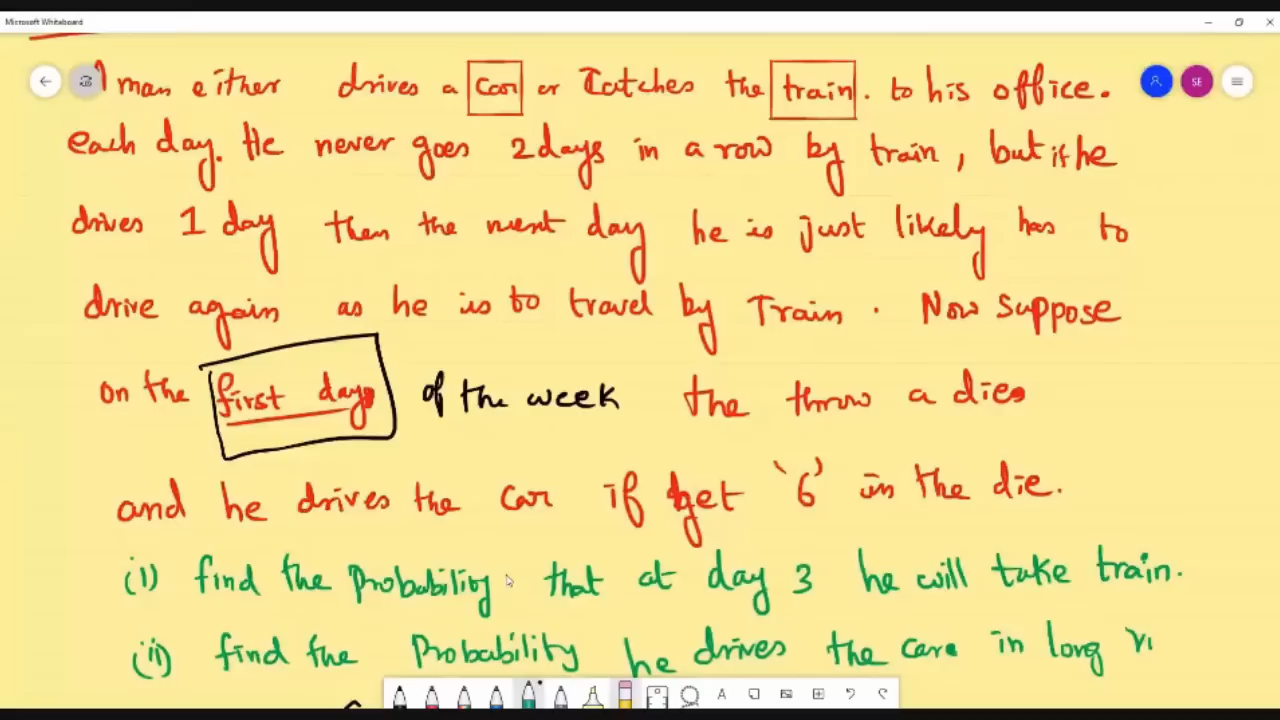 Microsoft Whiteboard
A man either drives a car or catches the train. to his office.
each day. He never goes 2 days in a row by train, but if he
drives 1 day then the next day he is just likely has to
drive again as he is to travel by Train. Now suppose
on the first days of the week the throw a dies
and he drives the car if get '6' in the die.
(i) find the Probability that at day 3 he will take train.
(ii) find the Probability he drives the care in long
SE
A